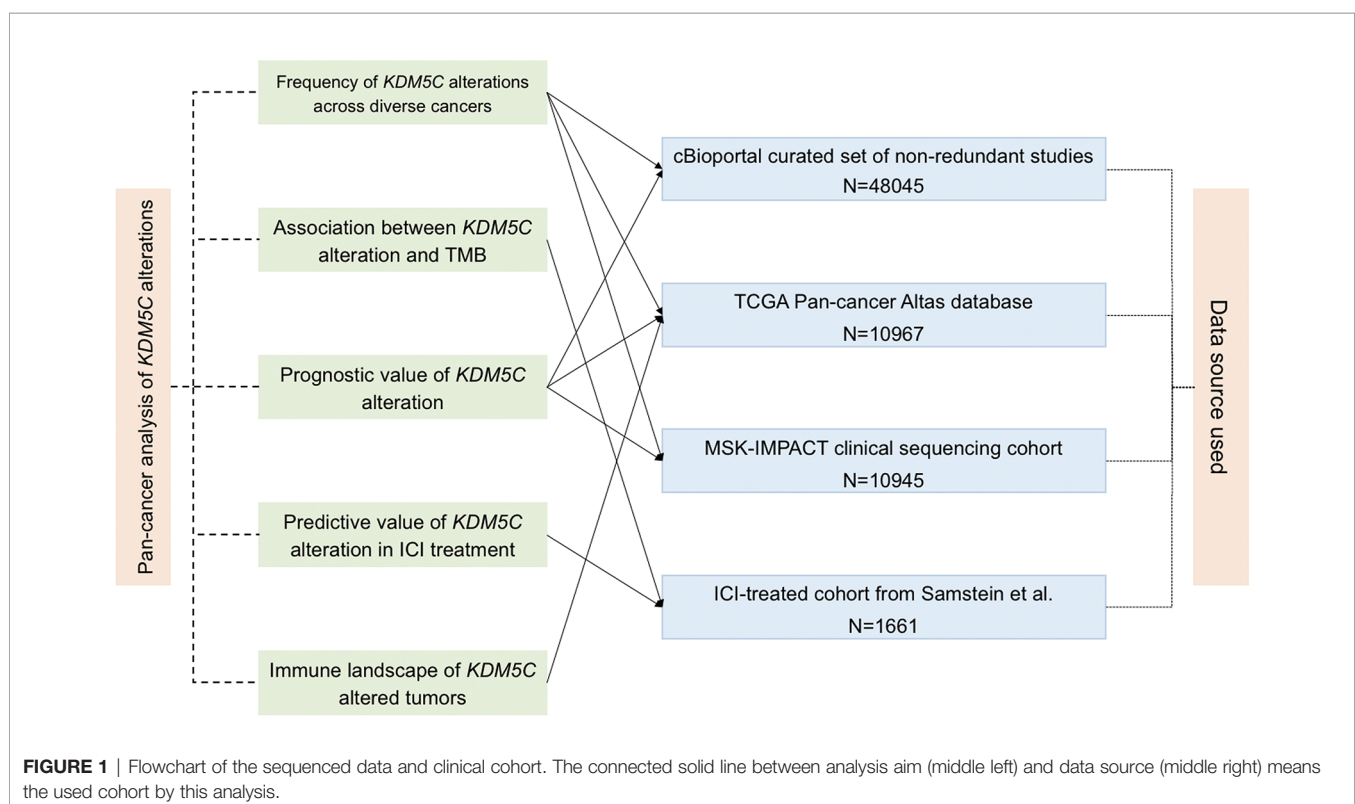 Pan-cancer analysis of KDM5C alterations
Frequency of KDM5C alterations
across diverse cancers
Association between KDM5C
alteration and TMB
Prognostic value of KDM5C
alteration
Predictive value of KDM5C
alteration in ICI treatment
Immune landscape of KDM5C
altered tumors
cBioportal curated set of non-redundant studies
N=48045
TCGA Pan-cancer Altas database
N=10967
MSK-IMPACT clinical sequencing cohort
N=10945
ICI-treated cohort from Samstein et al.
N=1661
Data source used
FIGURE 1 | Flowchart of the sequenced data and clinical cohort. The connected solid line between analysis aim (middle left) and data source (middle right) means
the used cohort by this analysis.